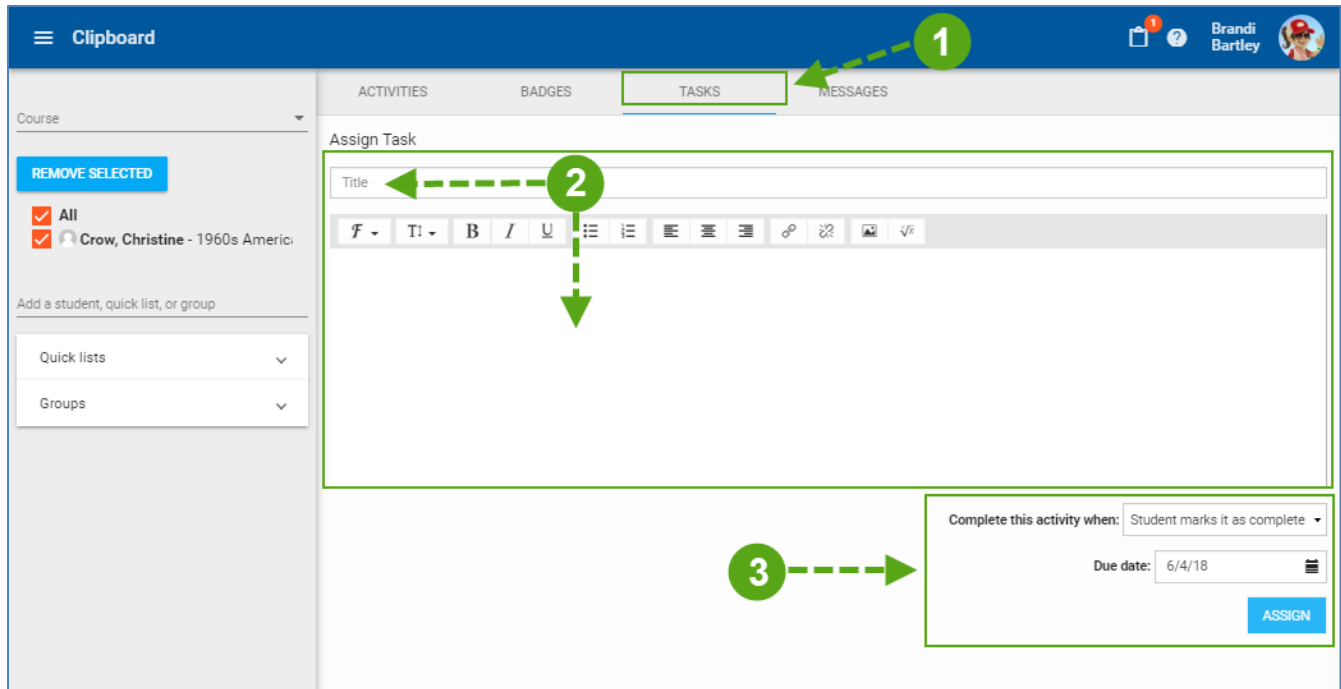 Clipboard
1
Brandi
Bartley
1
ACTIVITIES BADGES TASKS MESSAGES
Course
Assign Task
REMOVE SELECTED
Title
2
All
Crow, Christine - 1960s America
F T B I U √x
Add a student, quick list, or group
Quick lists
Groups
Complete this activity when: Student marks it as complete
3
Due date: 6/4/18
ASSIGN